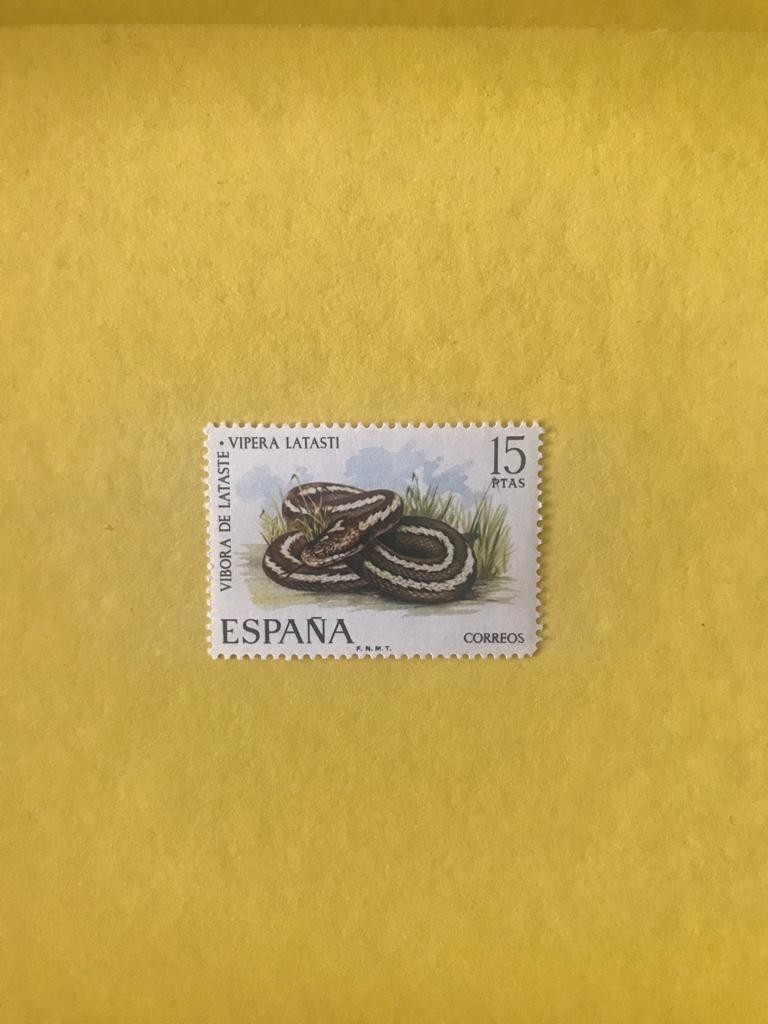 VIBORA DE LATASTE • VIPERA LATASTI
15
PTAS
ESPAÑA
CORREOS
F. N. M. T.